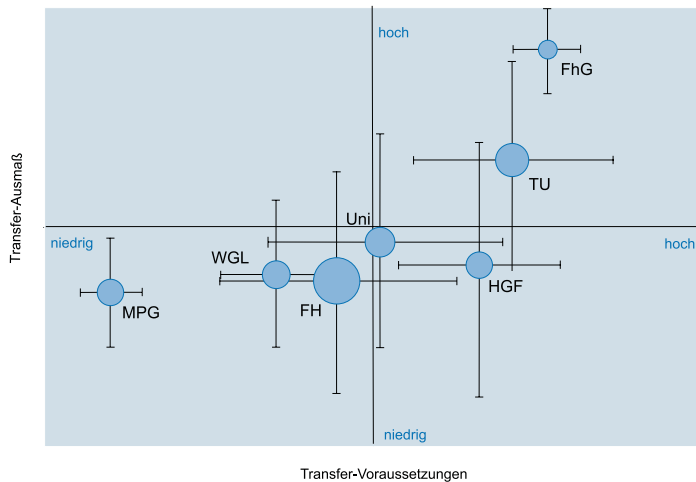 hoch
FhG
TU
Transfer-Ausmaß
Uni
niedrig
hoch
WGL
HGF
MPG
FH
niedrig
Transfer-Voraussetzungen